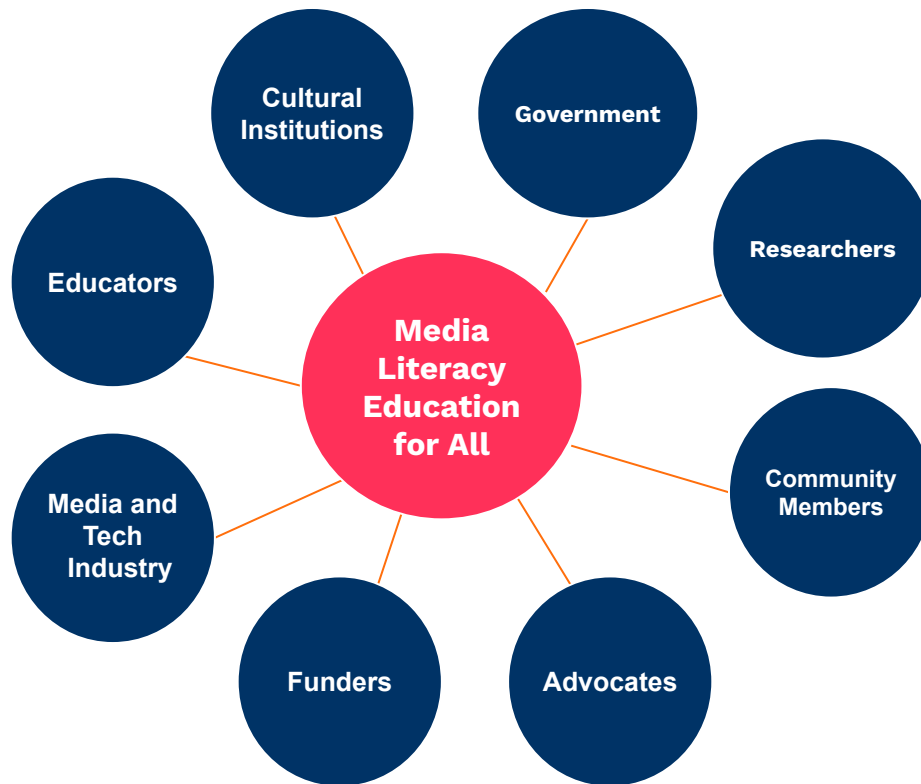 Cultural
Institutions
Government
Researchers
Educators
Media
Literacy
Education
for All
Community
Members
Media and
Tech
Industry
Funders
Advocates